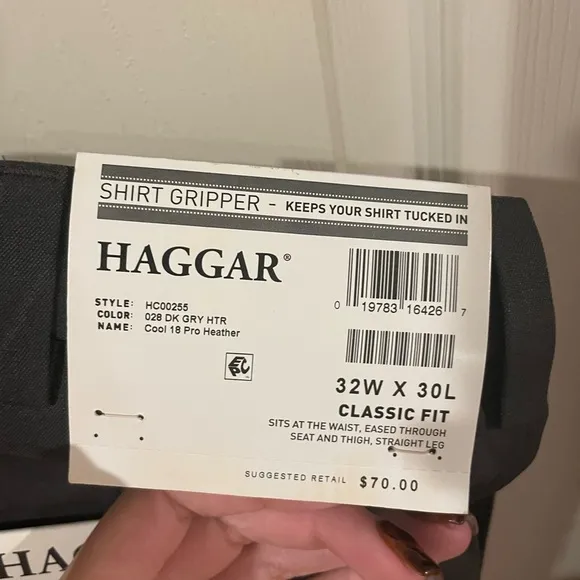 SHIRT GRIPPER – KEEPS YOUR SHIRT TUCKED IN
HAGGAR®
STYLE: HC00255
COLOR: 028 DK GRY HTR
NAME: Cool 18 Pro Heather
0 19783 16426 7
EPC
32W X 30L
CLASSIC FIT
SITS AT THE WAIST, EASED THROUGH
SEAT AND THIGH, STRAIGHT LEG
SUGGESTED RETAIL $70.00
HAG